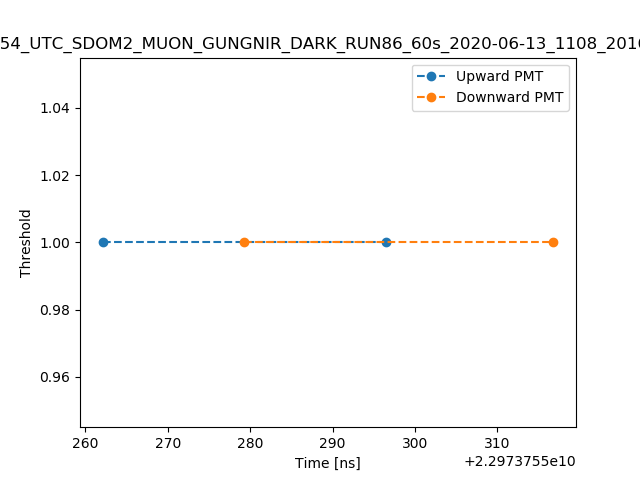 54_UTC_SDOM2_MUON_GUNGNIR_DARK_RUN86_60s_2020-06-13_1108_201
Upward PMT
Downward PMT
1.04
1.02
1.00
0.98
0.96
Threshold
260 270 280 290 300 310
Time [ns]
+2.2973755e10